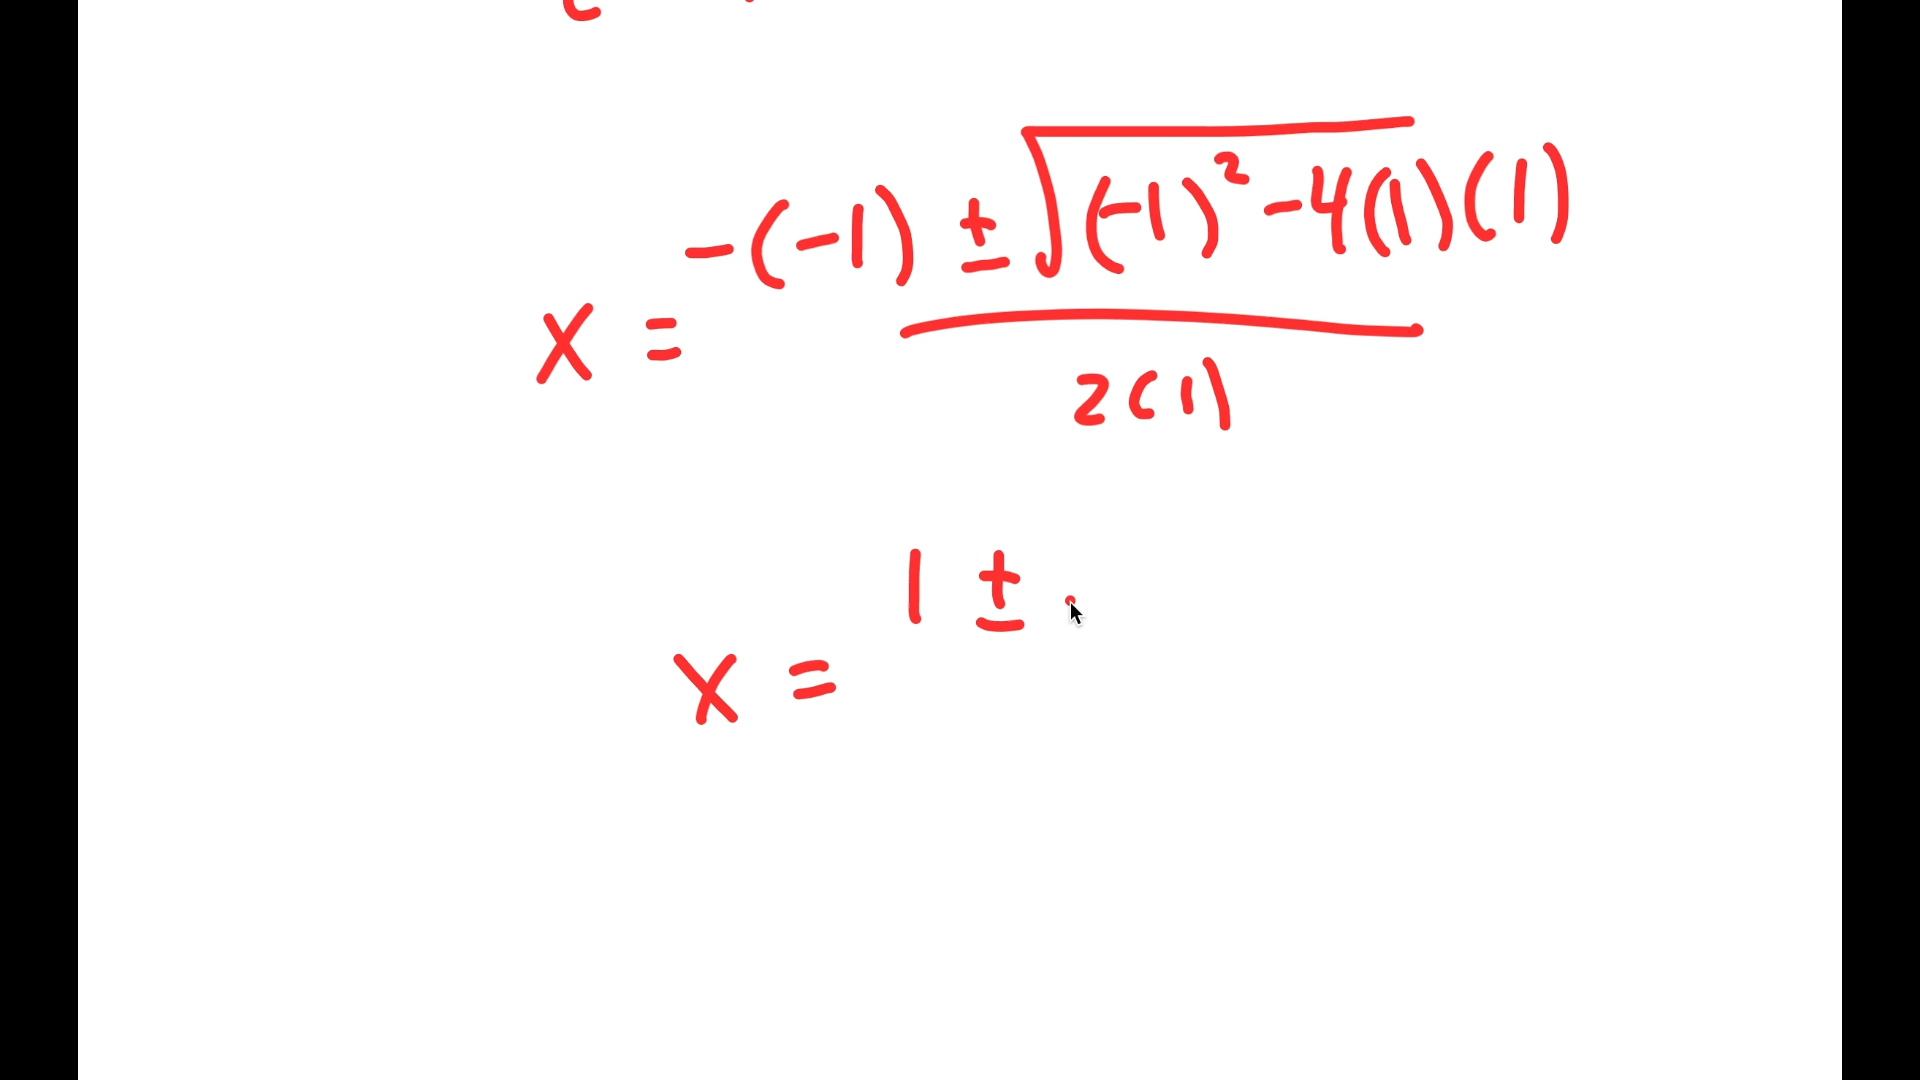 x = -(-1) ± √(-1)² - 4(1)(1) / 2(1)
x = 1 ± .